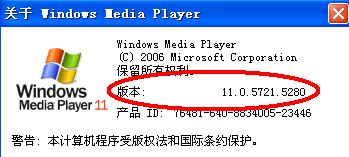 关于 Windows Media Player
Windows Media Player
(C) 2006 Microsoft Corporation
保留所有权利。
版本: 11.0.5721.5280
产品 ID: 76481-640-8834005-23446
Windows
Media Player 11
警告: 本计算机程序受版权法和国际条约保护。